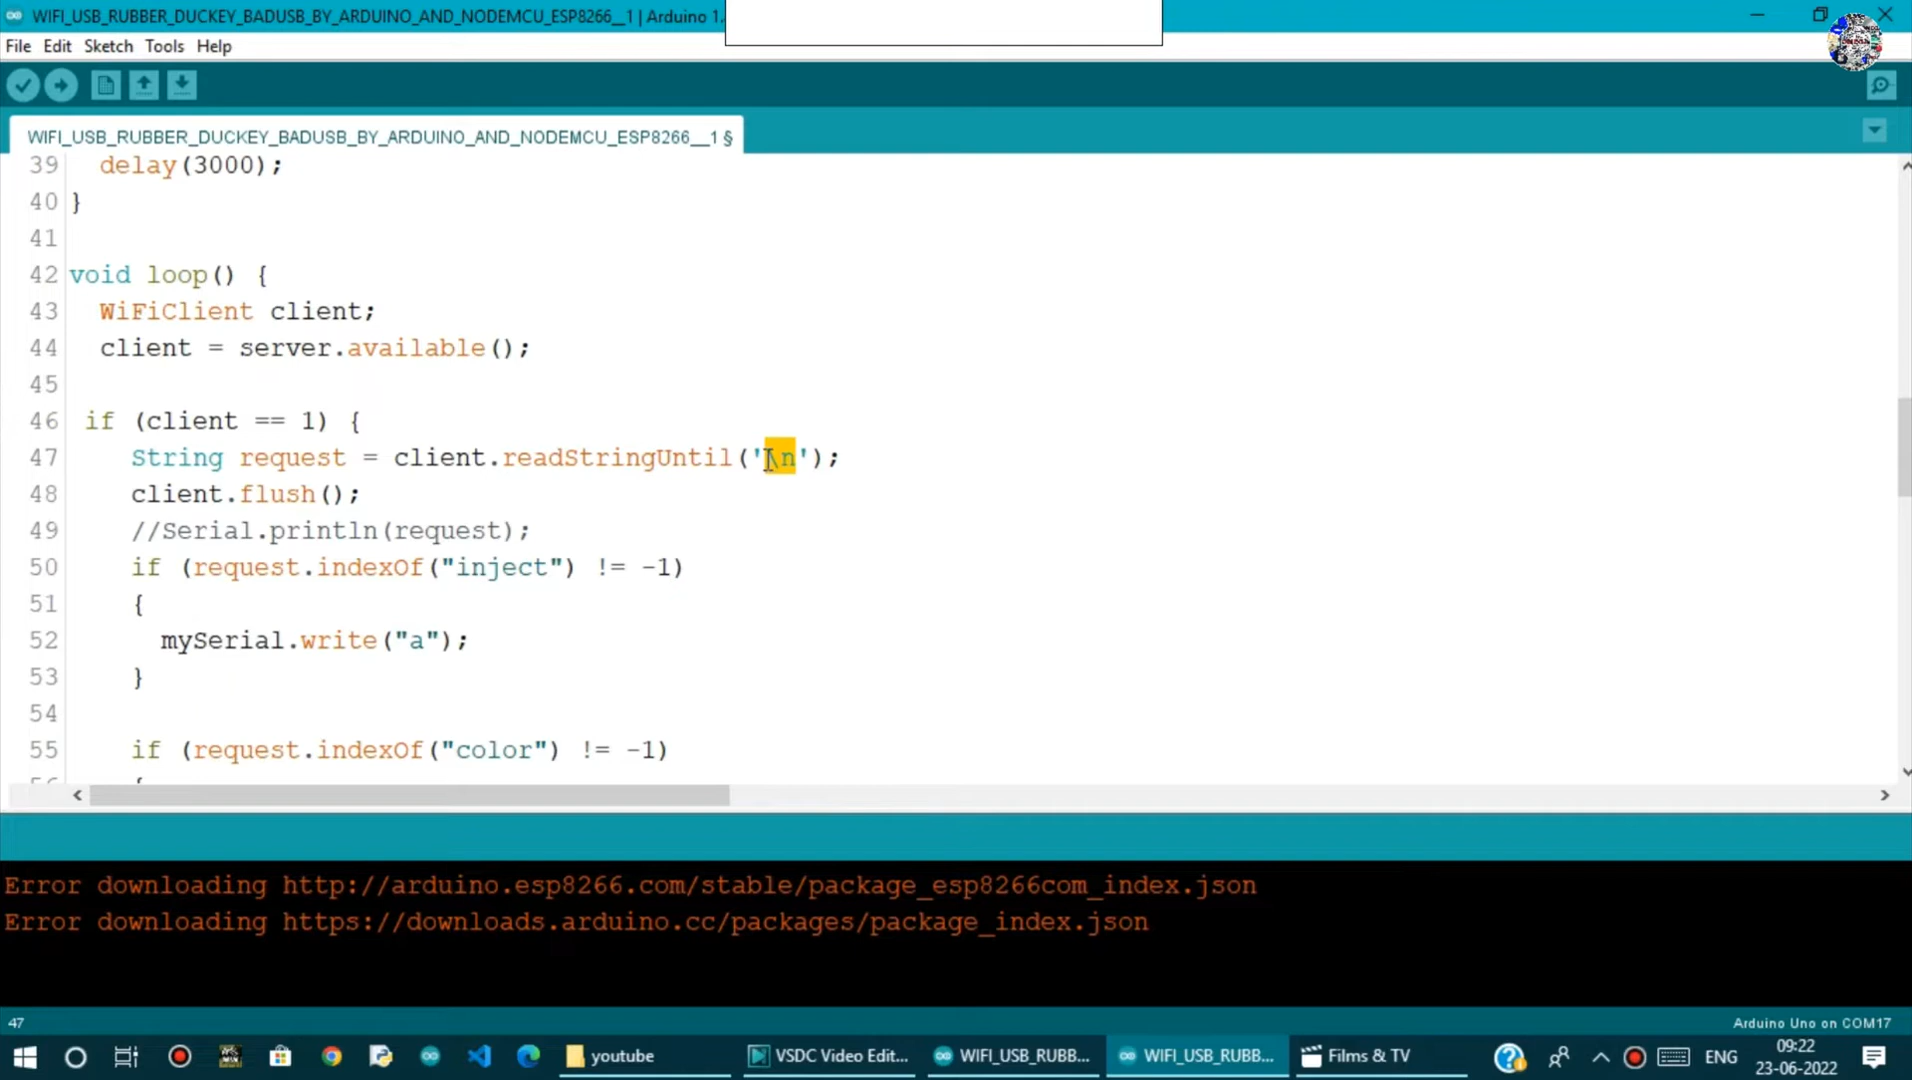 WIFI_USB_RUBBER_DUCKEY_BADUSB_BY_ARDUINO_AND_NODEMCU_ESP8266__1 | Arduino 1.
File Edit Sketch Tools Help
WIFI_USB_RUBBER_DUCKEY_BADUSB_BY_ARDUINO_AND_NODEMCU_ESP8266__1 §
39 delay(3000);
40 }
41
42 void loop() {
43 WiFiClient client;
44 client = server.available();
45
46 if (client == 1) {
47 String request = client.readStringUntil('\n');
48 client.flush();
49 //Serial.println(request);
50 if (request.indexOf("inject") != -1)
51 {
52 mySerial.write("a");
53 }
54
55 if (request.indexOf("color") != -1)
56 {
Error downloading http://arduino.esp8266.com/stable/package_esp8266com_index.json
Error downloading https://downloads.arduino.cc/packages/package_index.json
47
Arduino Uno on COM17
youtube
VSDC Video Edit...
WIFI_USB_RUBB...
WIFI_USB_RUBB...
Films & TV
ENG
09:22
23-06-2022